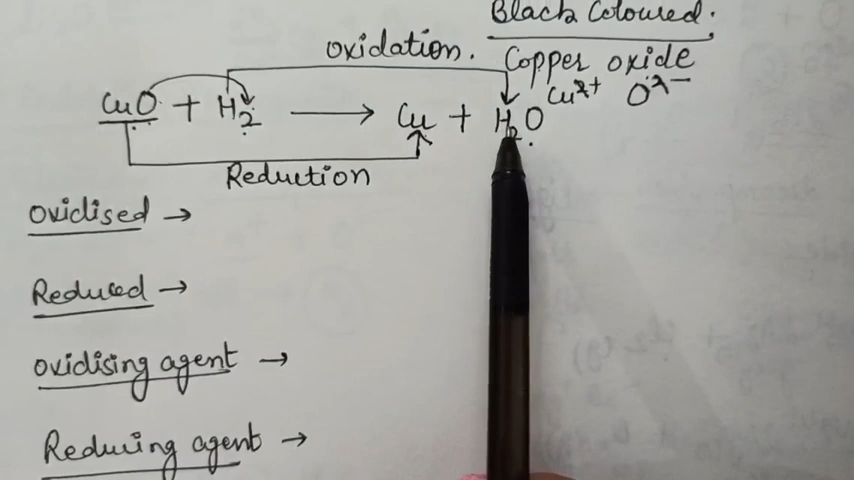 Black Coloured.
oxidation. Copper oxide
Cu²⁺ O²⁻
CuO + H₂ → Cu + H₂O
Reduction
Oxidised →
Reduced →
oxidising agent →
Reducing agent →